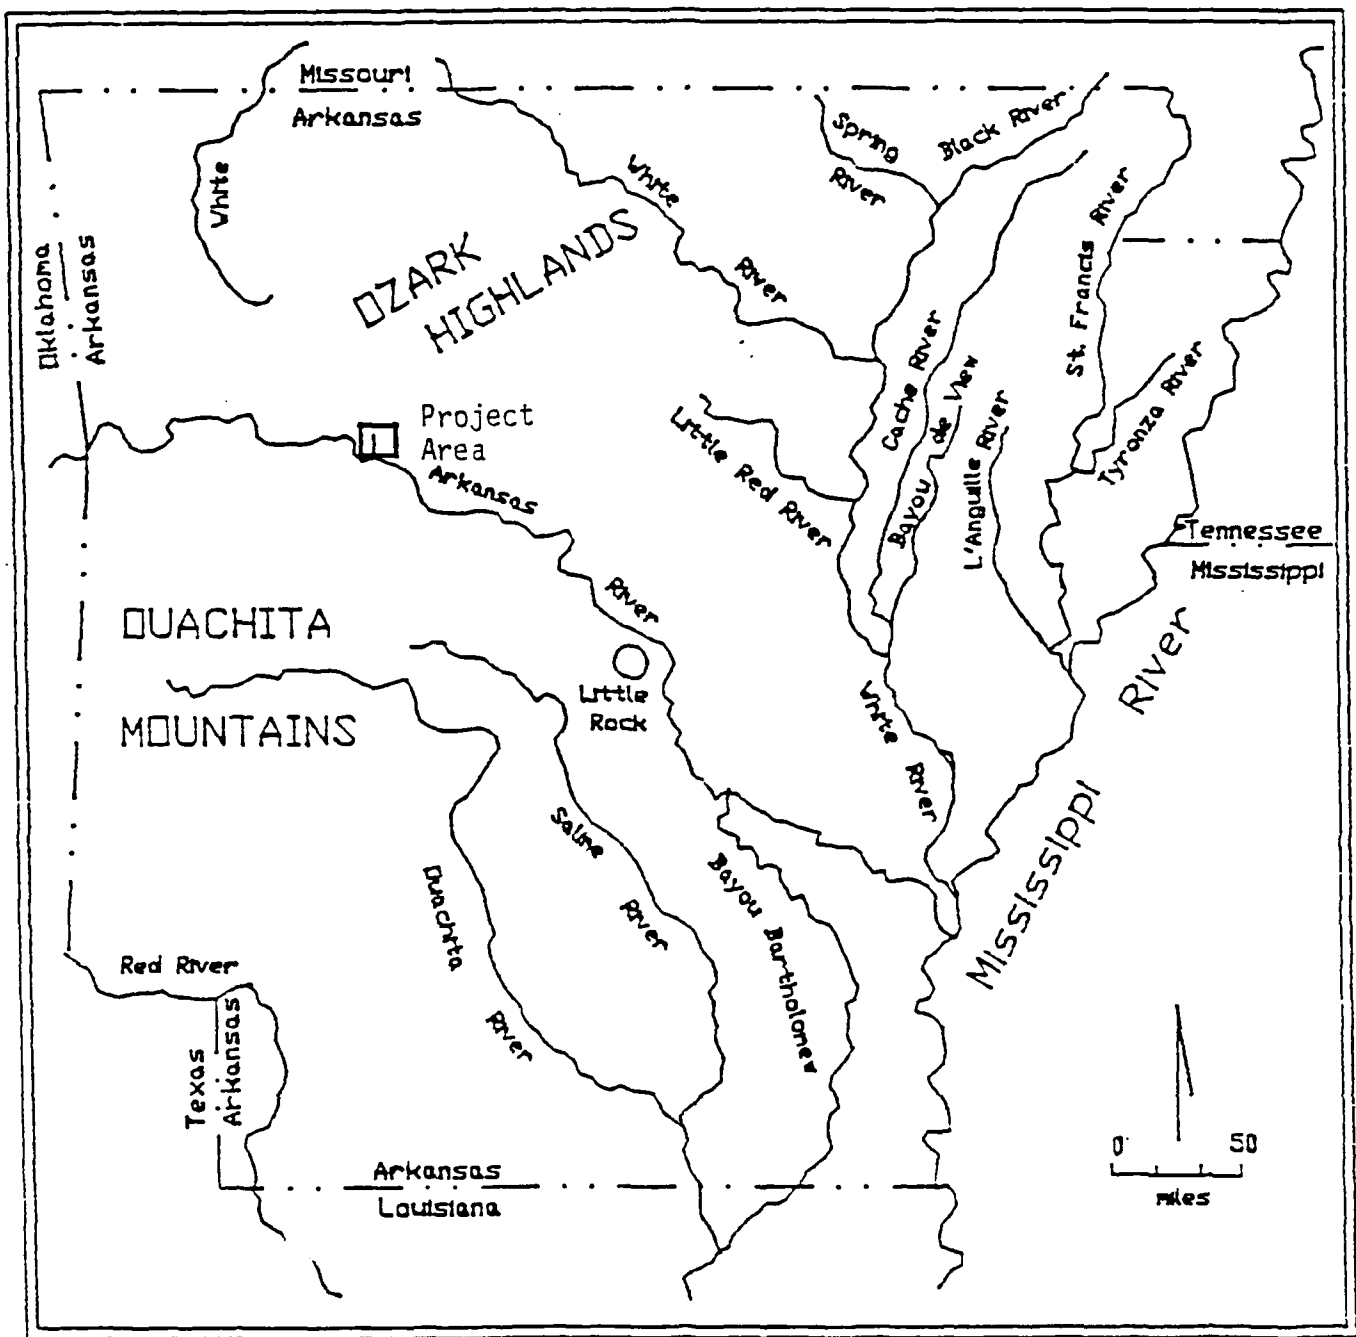 Missouri
Arkansas
White
Spring
River
Black River
White
River
Oklahoma
Arkansas
OZARK
HIGHLANDS
St. Francis River
Project
Area
Arkansas
River
Little Red River
Cache River
Bayou de View
L'Anguille River
Tyronza River
Tennessee
Mississippi
OUACHITA
MOUNTAINS
Little
Rock
White River
Mississippi River
Saline
River
Ouachita
River
Bayou Bartholomew
Red River
Texas
Arkansas
0 50
miles
Arkansas
Louisiana